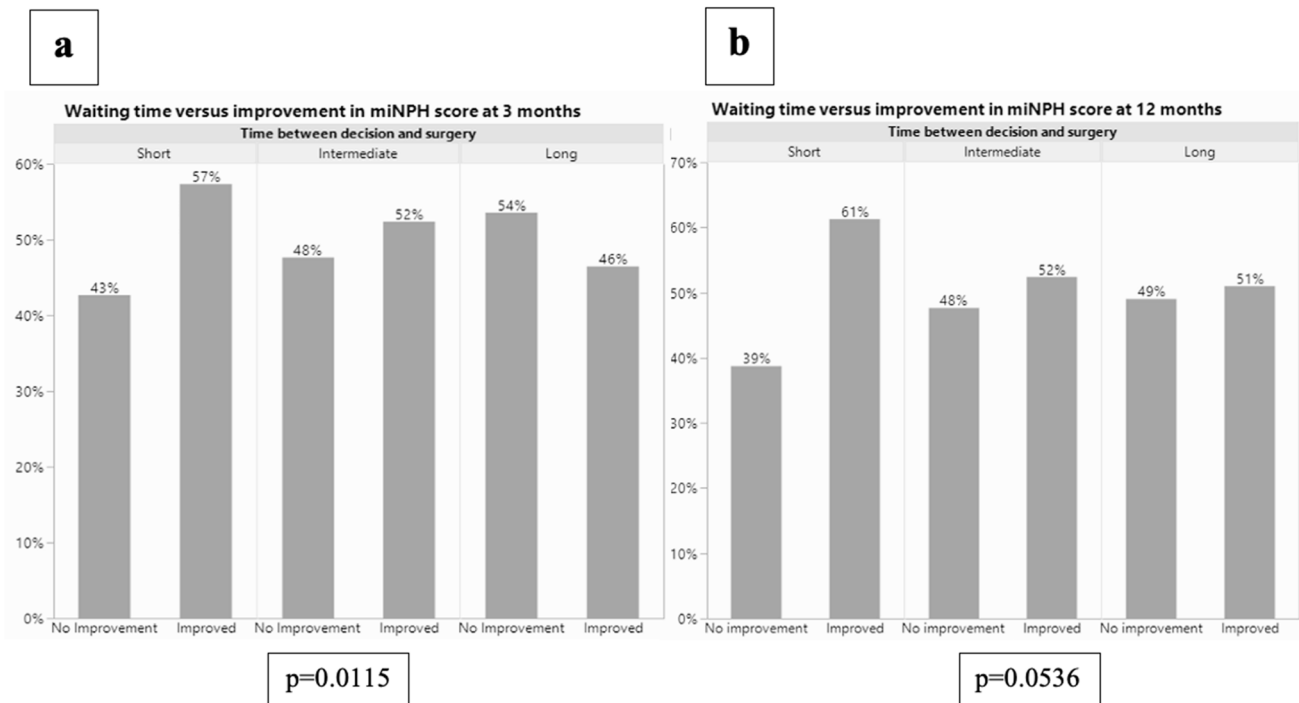 a
Waiting time versus improvement in miNPH score at 3 months
Time between decision and surgery
Short Intermediate Long
60%
50%
40%
30%
20%
10%
0%
43%
57%
48%
52%
54%
46%
No Improvement Improved No Improvement Improved No Improvement Improved
p=0.0115
b
Waiting time versus improvement in miNPH score at 12 months
Time between decision and surgery
Short Intermediate Long
70%
60%
50%
40%
30%
20%
10%
0%
39%
61%
48%
52%
49%
51%
No improvement Improved No improvement Improved No improvement Improved
p=0.0536